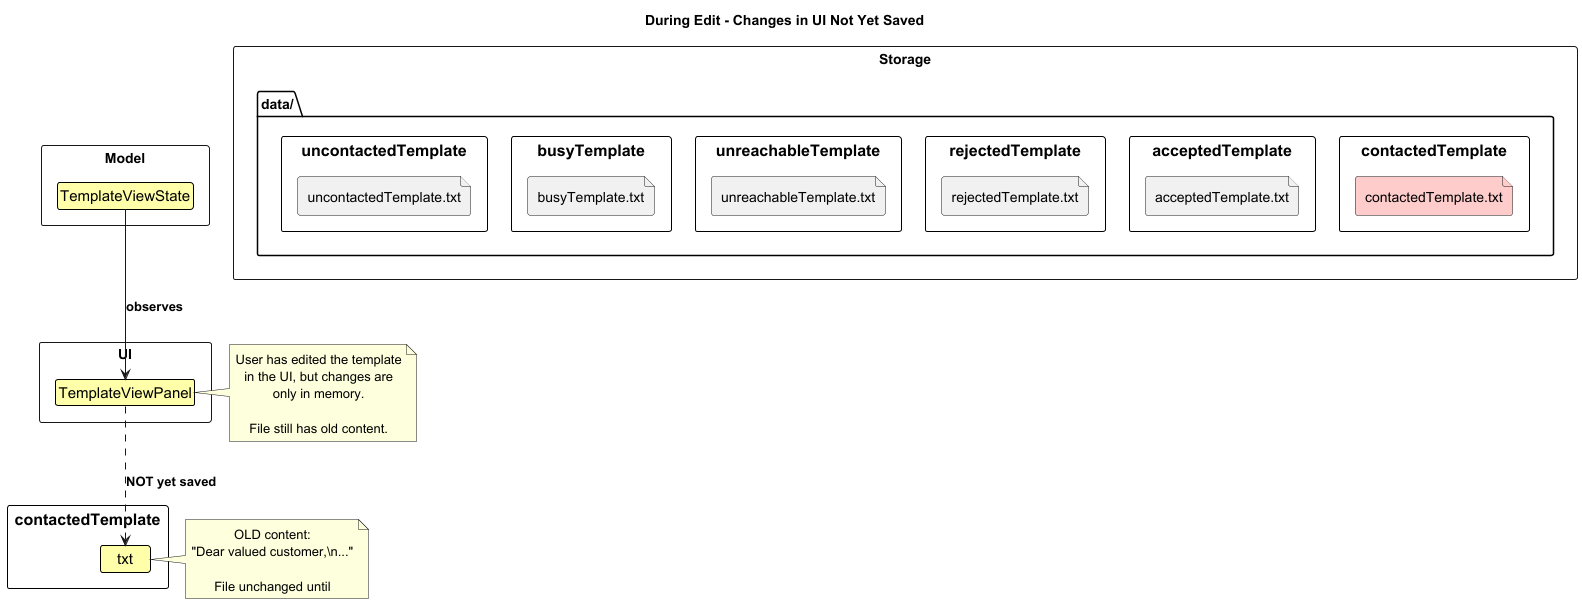 During Edit - Changes in UI Not Yet Saved
Storage
data/
uncontactedTemplate
uncontactedTemplate.txt
busyTemplate
busyTemplate.txt
unreachableTemplate
unreachableTemplate.txt
rejectedTemplate
rejectedTemplate.txt
acceptedTemplate
acceptedTemplate.txt
contactedTemplate
contactedTemplate.txt
Model
TemplateViewState
observes
UI
TemplateViewPanel
User has edited the template
in the UI, but changes are
only in memory.
File still has old content.
NOT yet saved
contactedTemplate
txt
OLD content:
"Dear valued customer,\n..."
File unchanged until